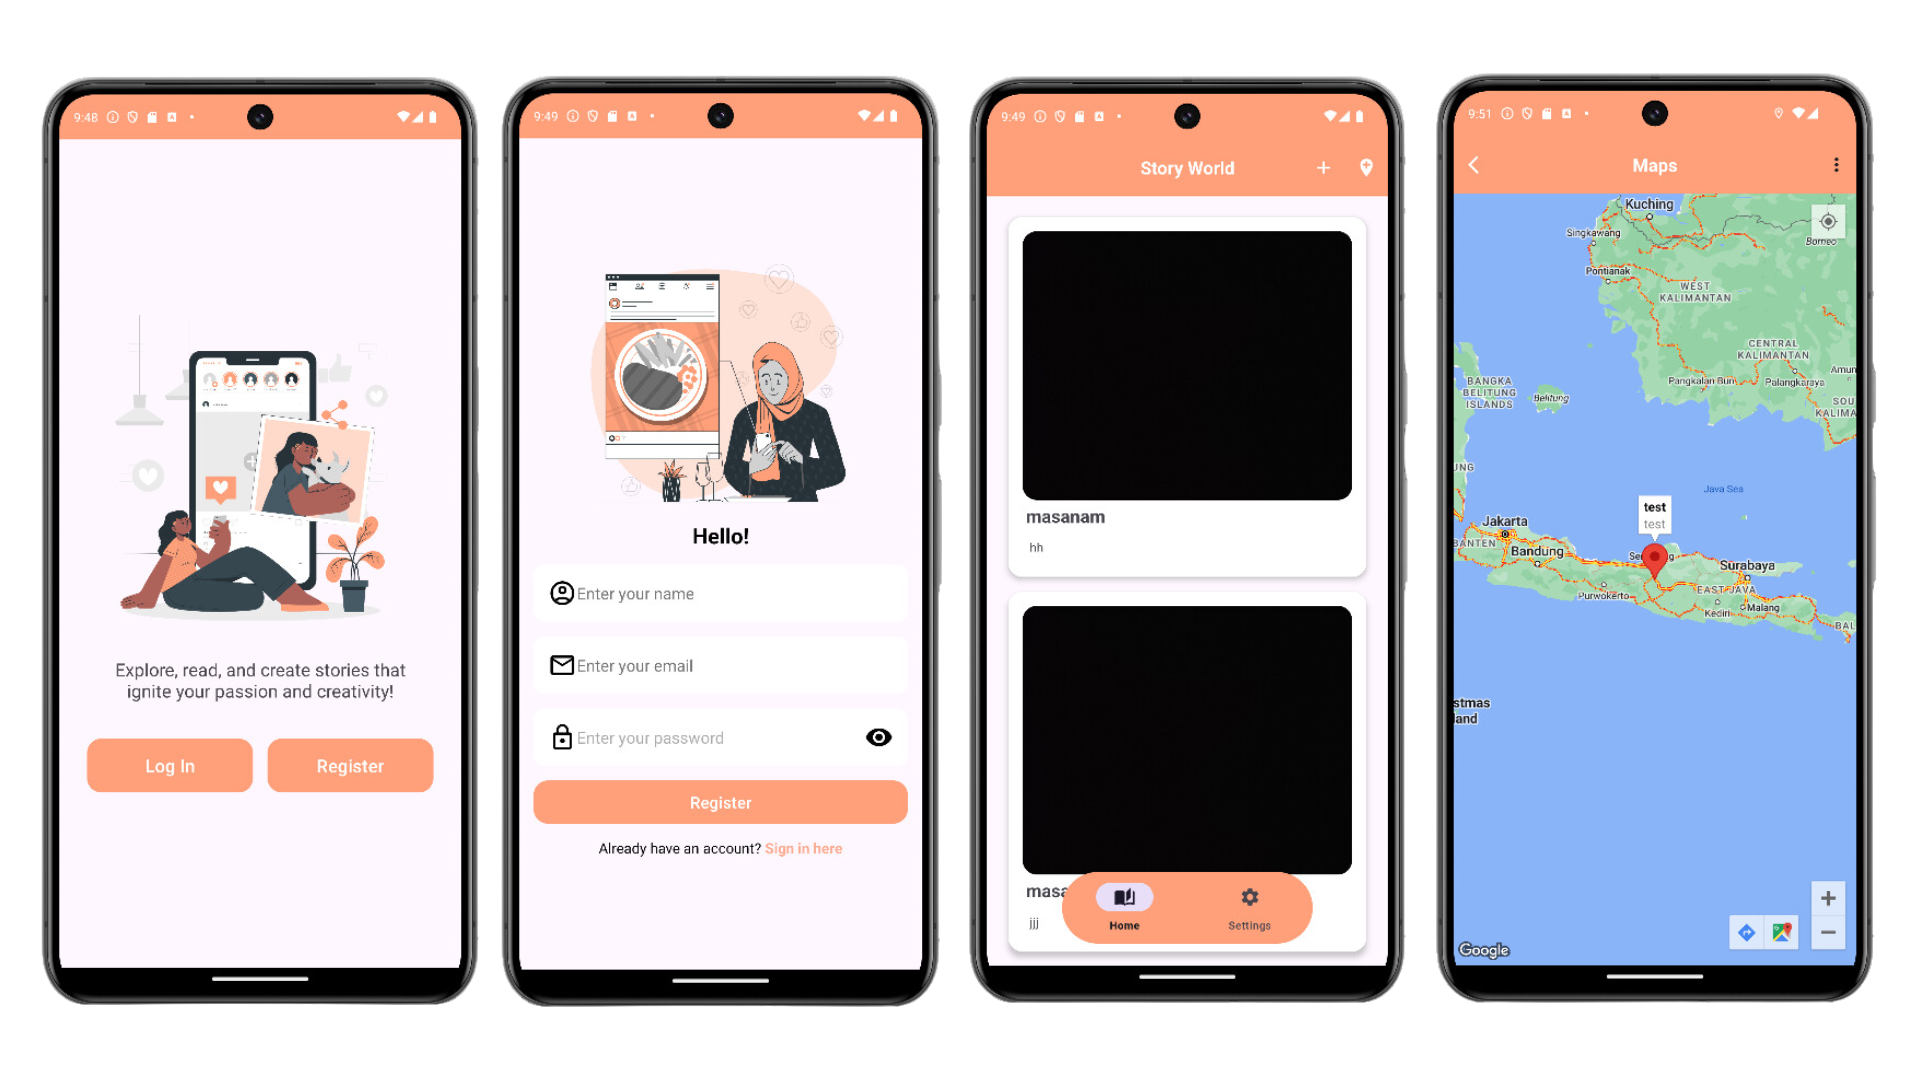 9:48
Explore, read, and create stories that
ignite your passion and creativity!
Log In
Register
9:49
Hello!
Enter your name
Enter your email
Enter your password
Register
Already have an account? Sign in here
9:49
Story World
masanam
hh
masa
jjj
Home
Settings
9:51
Maps
Kuching
Singkawang
Borneo
Pontianak
WEST
KALIMANTAN
CENTRAL
KALIMANTAN
Amun
Pangkalan Bun
Palangkaraya
BANGKA
BELITUNG
ISLANDS
Belitung
SOU
KALIMA
UNG
Java Sea
test
test
Jakarta
BANTEN
Bandung
Surabaya
Purwokerto
EAST JAVA
Kediri
Malang
BAL
stmas
land
Google